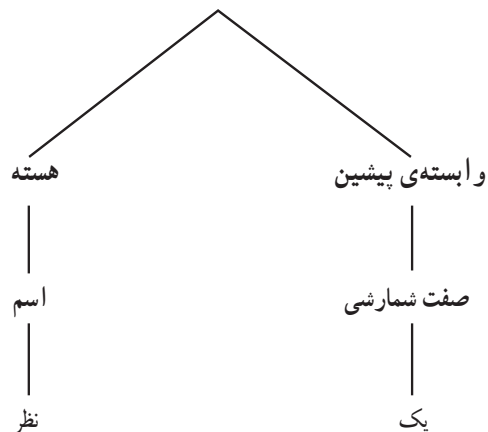 وابسته‌ی پیشین هسته
صفت شمارشی اسم
یک نظر